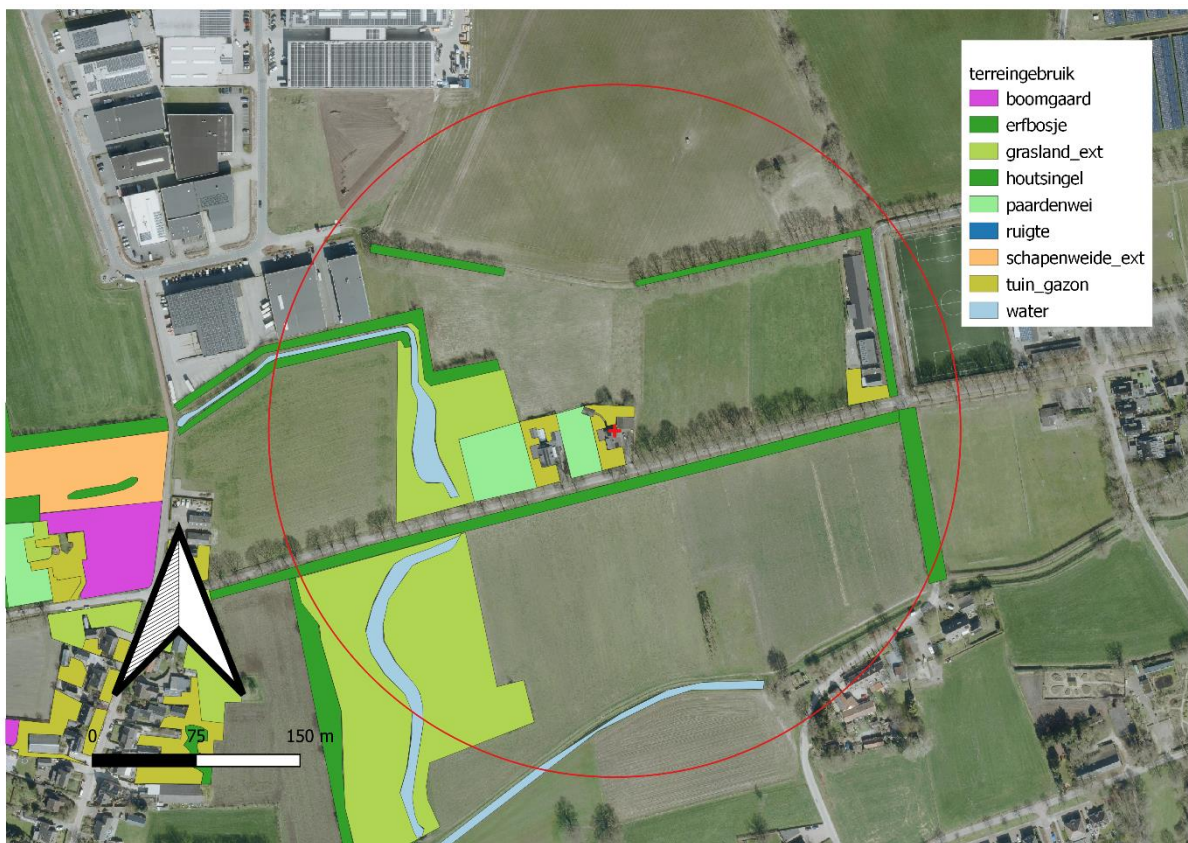 terreingebruik
boomgaard
erfbosje
grasland_ext
houtsingel
paardenwei
ruigte
schapenweide_ext
tuin_gazon
water
0 75 150 m